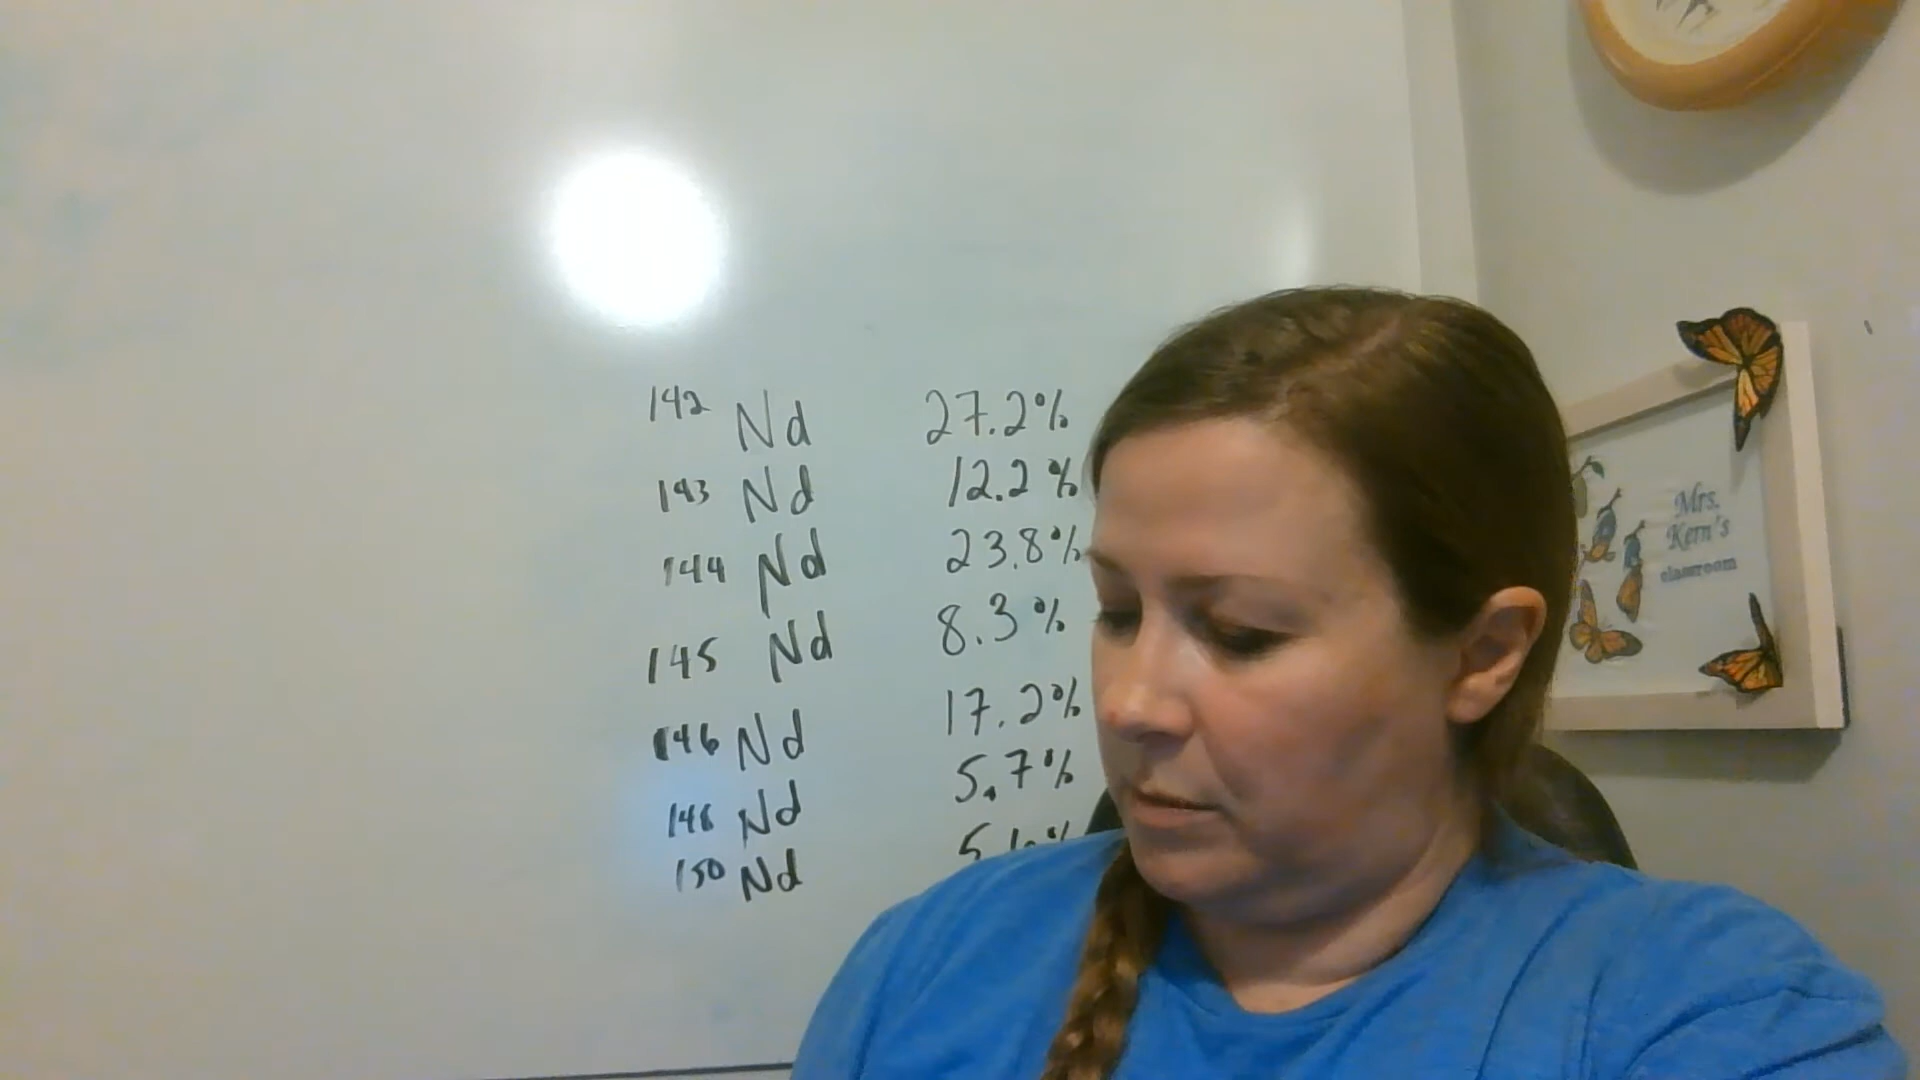 142 Nd 27.2%
143 Nd 12.2%
144 Nd 23.8%
145 Nd 8.3%
146 Nd 17.2%
148 Nd 5.7%
150 Nd
Mrs.
Kern's
classroom